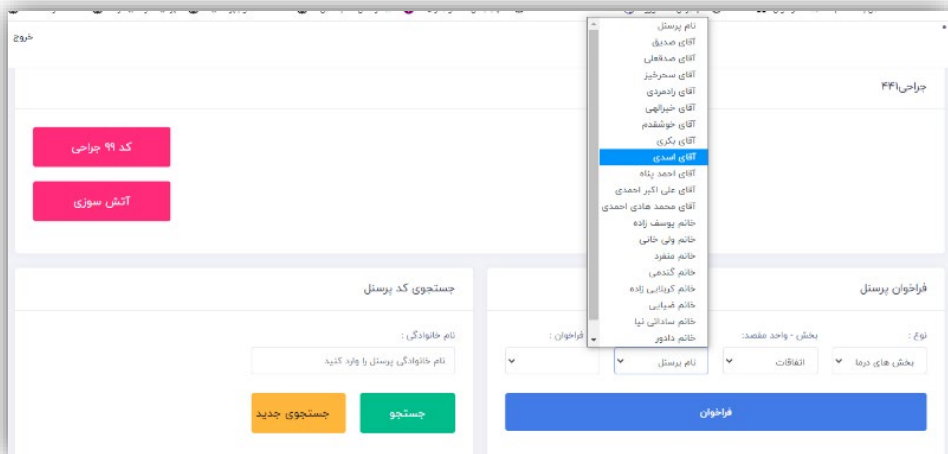 خروج
جراحی۴۴۱
کد ۹۹ جراحی
آتش سوزی
نام پرسنل
آقای صدیق
آقای صدقعلی
آقای سحرخیز
آقای رادمردی
آقای خیرالهی
آقای خوشقدم
آقای بکری
آقای اسدی
آقای احمد پناه
آقای علی اکبر احمدی
آقای محمد هادی احمدی
خانم یوسف زاده
خانم ولی خانی
خانم منفرد
خانم گندمی
خانم کربلایی زاده
خانم ضیایی
خانم ساداتی نیا
خانم دادور
فراخوان پرسنل
نوع :
بخش - واحد مقصد:
فراخوان :
بخش های درما
اتفاقات
نام پرسنل
فراخوان
جستجوی کد پرسنل
نام خانوادگی :
نام خانوادگی پرسنل را وارد کنید
جستجو
جستجوی جدید